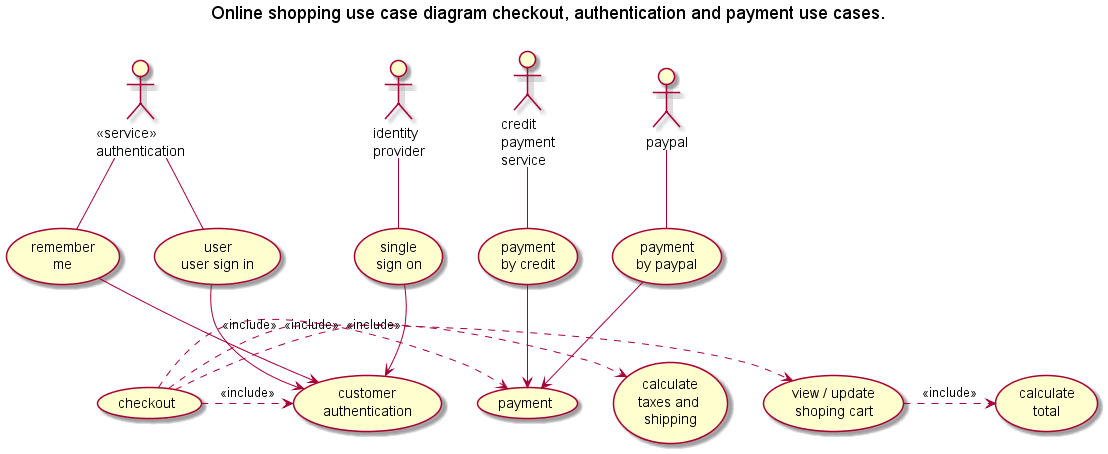 Online shopping use case diagram checkout, authentication and payment use cases.
«service»
authentication
identity
provider
credit
payment
service
paypal
remember
me
user
user sign in
single
sign on
payment
by credit
payment
by paypal
«include»
«include»
«include»
checkout
«include»
customer
authentication
payment
calculate
taxes and
shipping
view / update
shoping cart
«include»
calculate
total